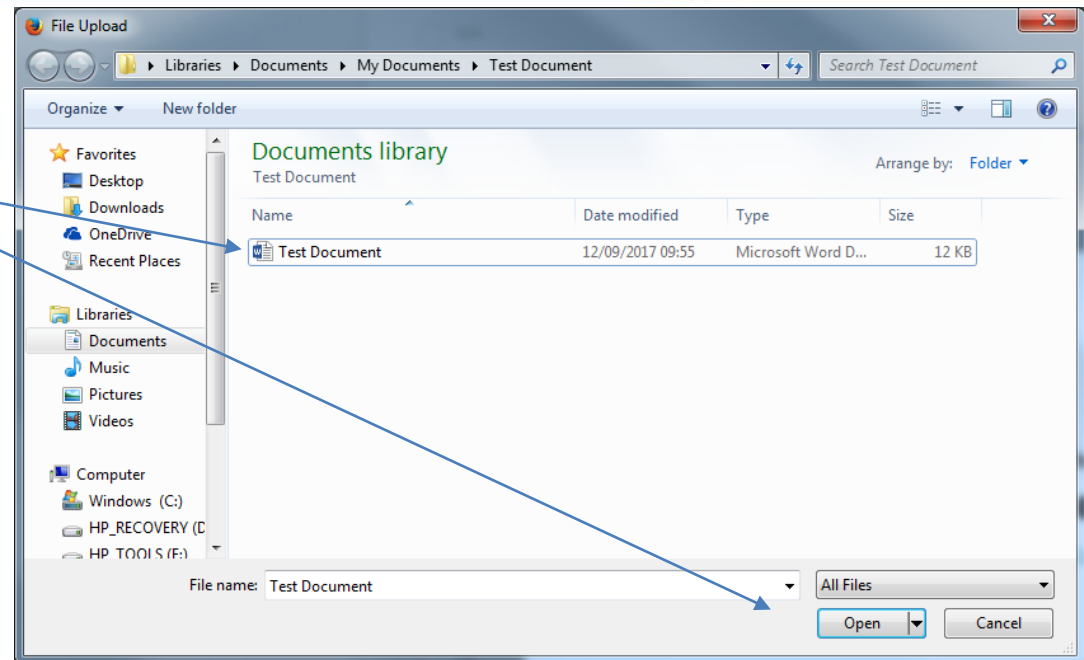 File Upload
Libraries Documents My Documents Test Document Search Test Document
Organize New folder
Favorites
Desktop
Downloads
OneDrive
Recent Places
Libraries
Documents
Music
Pictures
Videos
Computer
Windows (C:)
HP_RECOVERY (D
HP_TOOLS (E:)
Documents library
Test Document
Arrange by: Folder
Name Date modified Type Size
Test Document 12/09/2017 09:55 Microsoft Word D... 12 KB
File name: Test Document All Files
Open Cancel